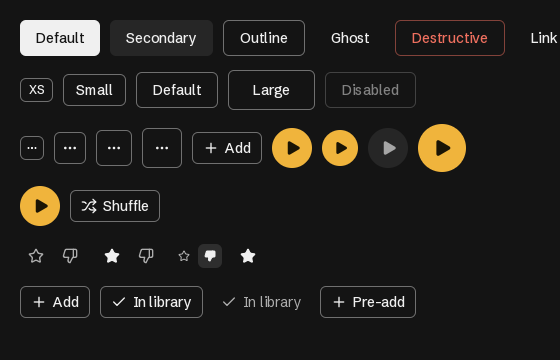 Default Secondary Outline Ghost Destructive Link
XS Small Default Large Disabled
Add
Shuffle
Add In library In library Pre-add